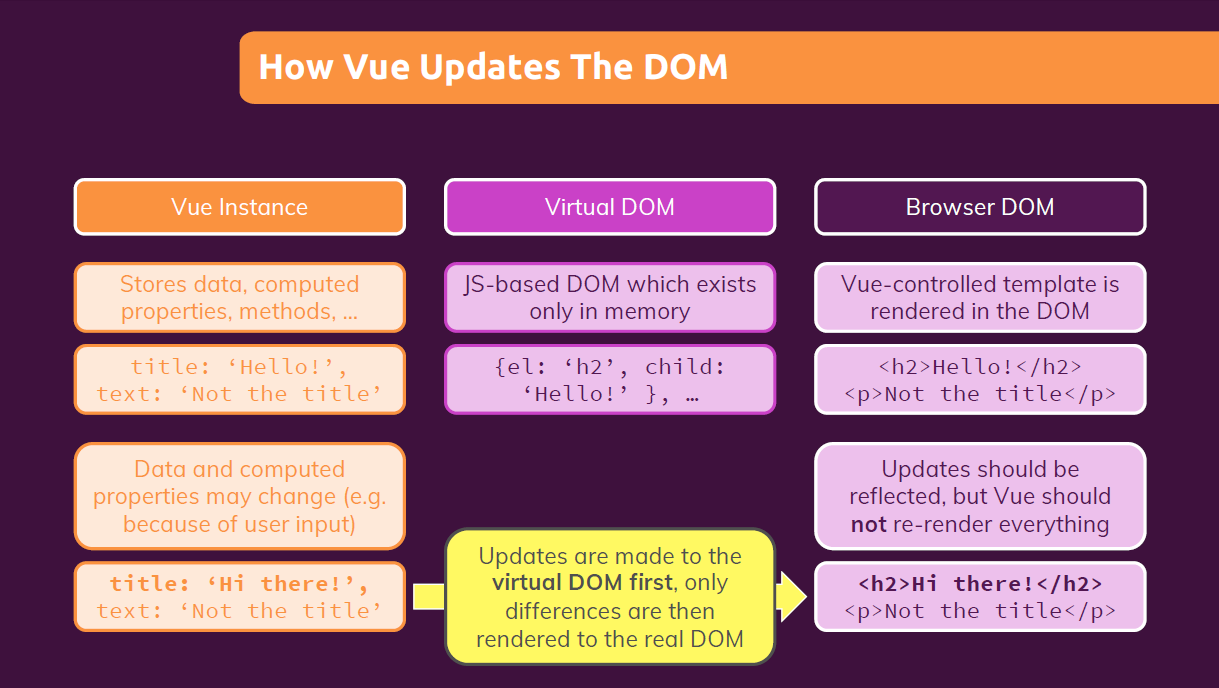 How Vue Updates The DOM
Vue Instance
Stores data, computed
properties, methods, …
title: ‘Hello!’,
text: ‘Not the title’
Data and computed
properties may change (e.g.
because of user input)
title: ‘Hi there!’,
text: ‘Not the title’
Virtual DOM
JS-based DOM which exists
only in memory
{el: ‘h2’, child:
‘Hello!’ }, …
Updates are made to the
virtual DOM first, only
differences are then
rendered to the real DOM
Browser DOM
Vue-controlled template is
rendered in the DOM
<h2>Hello!</h2>
<p>Not the title</p>
Updates should be
reflected, but Vue should
not re-render everything
<h2>Hi there!</h2>
<p>Not the title</p>